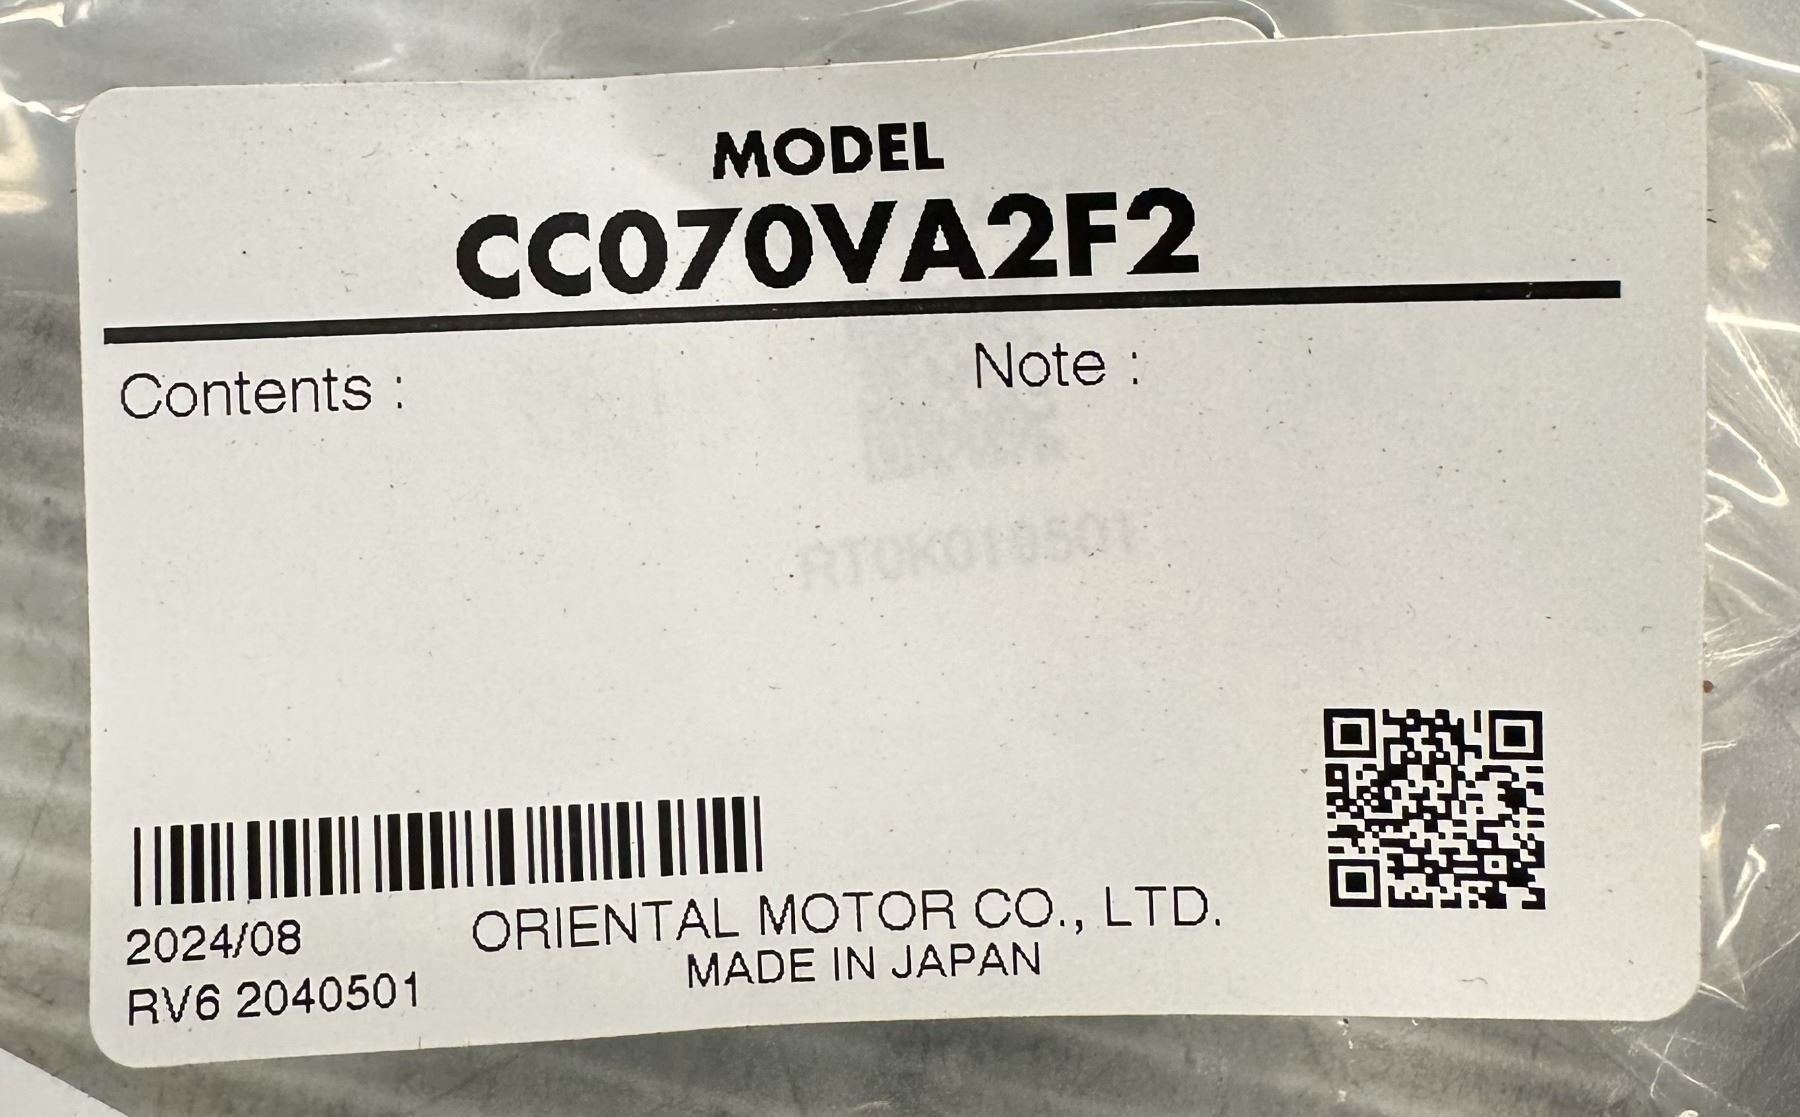 MODEL
CC070VA2F2
Contents :
Note :
2024/08
ORIENTAL MOTOR CO., LTD.
MADE IN JAPAN
RV6 2040501